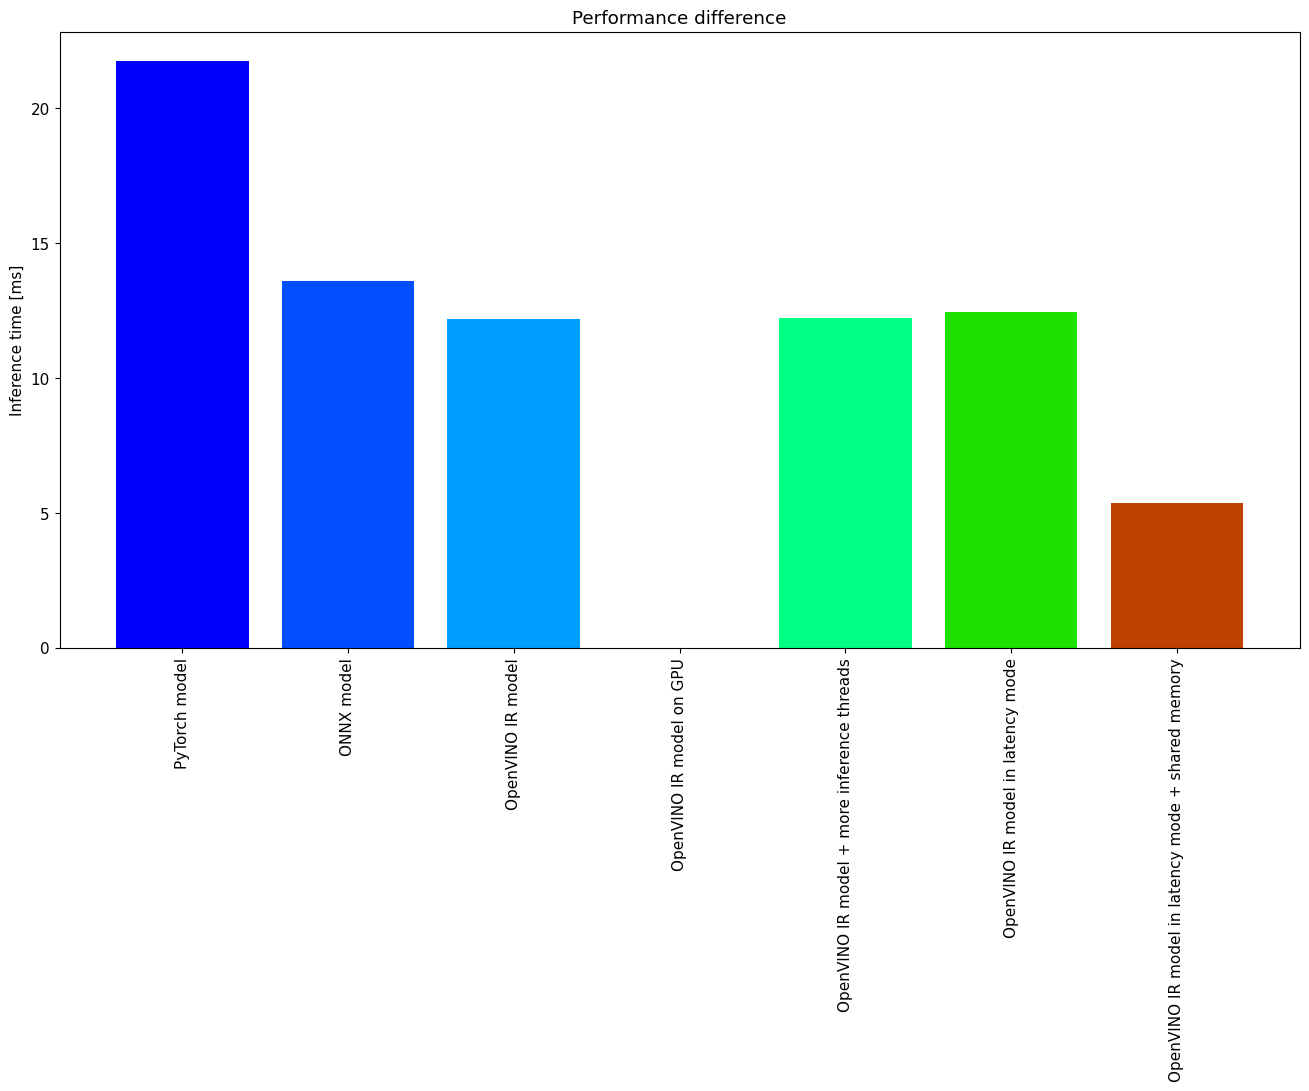 Performance difference
Inference time [ms]
20
15
10
5
0
PyTorch model
ONNX model
OpenVINO IR model
OpenVINO IR model on GPU
OpenVINO IR model + more inference threads
OpenVINO IR model in latency mode
OpenVINO IR model in latency mode + shared memory